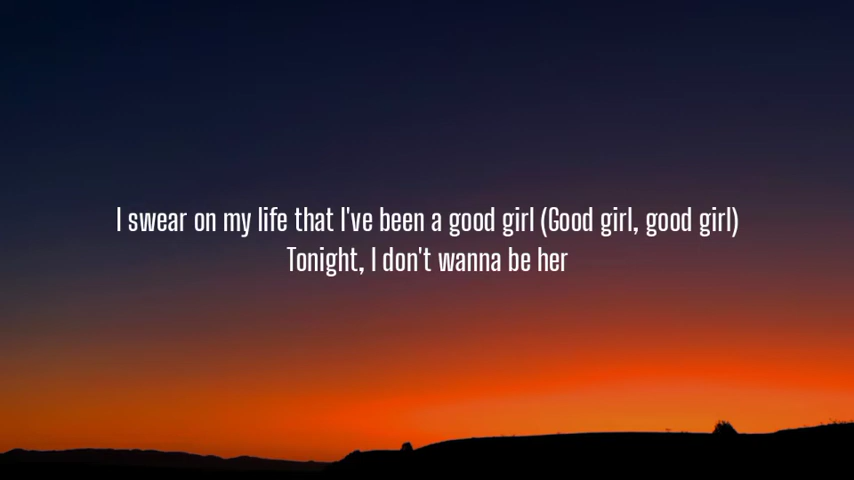 I swear on my life that I've been a good girl (Good girl, good girl)
Tonight, I don't wanna be her